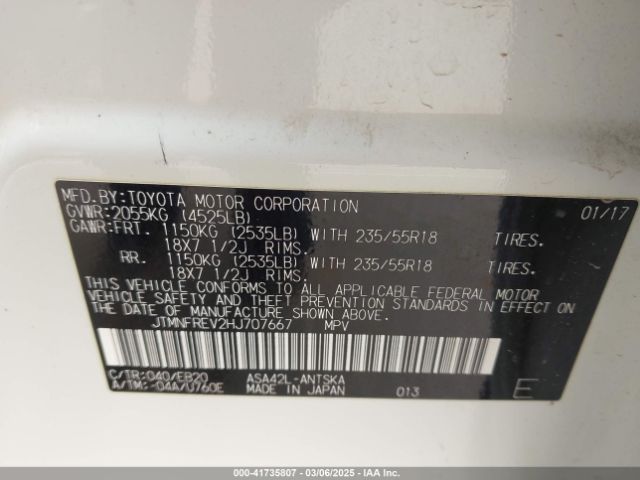 MFD.BY:TOYOTA MOTOR CORPORATION 01/17
GVWR:2055KG (4525LB)
GAWR:FRT. 1150KG (2535LB) WITH 235/55R18 TIRES.
18X7 1/2J RIMS.
RR. 1150KG (2535LB) WITH 235/55R18 TIRES.
18X7 1/2J RIMS.
THIS VEHICLE CONFORMS TO ALL APPLICABLE FEDERAL MOTOR
VEHICLE SAFETY AND THEFT PREVENTION STANDARDS IN EFFECT ON
THE DATE OF MANUFACTURE SHOWN ABOVE.
JTMNFREV2HJ707667 MPV
C/TR:040/EB20 ASA42L-ANTSKA
A/TM:-04A/U760E MADE IN JAPAN 013 E
000-41735807 - 03/06/2025 - IAA Inc.